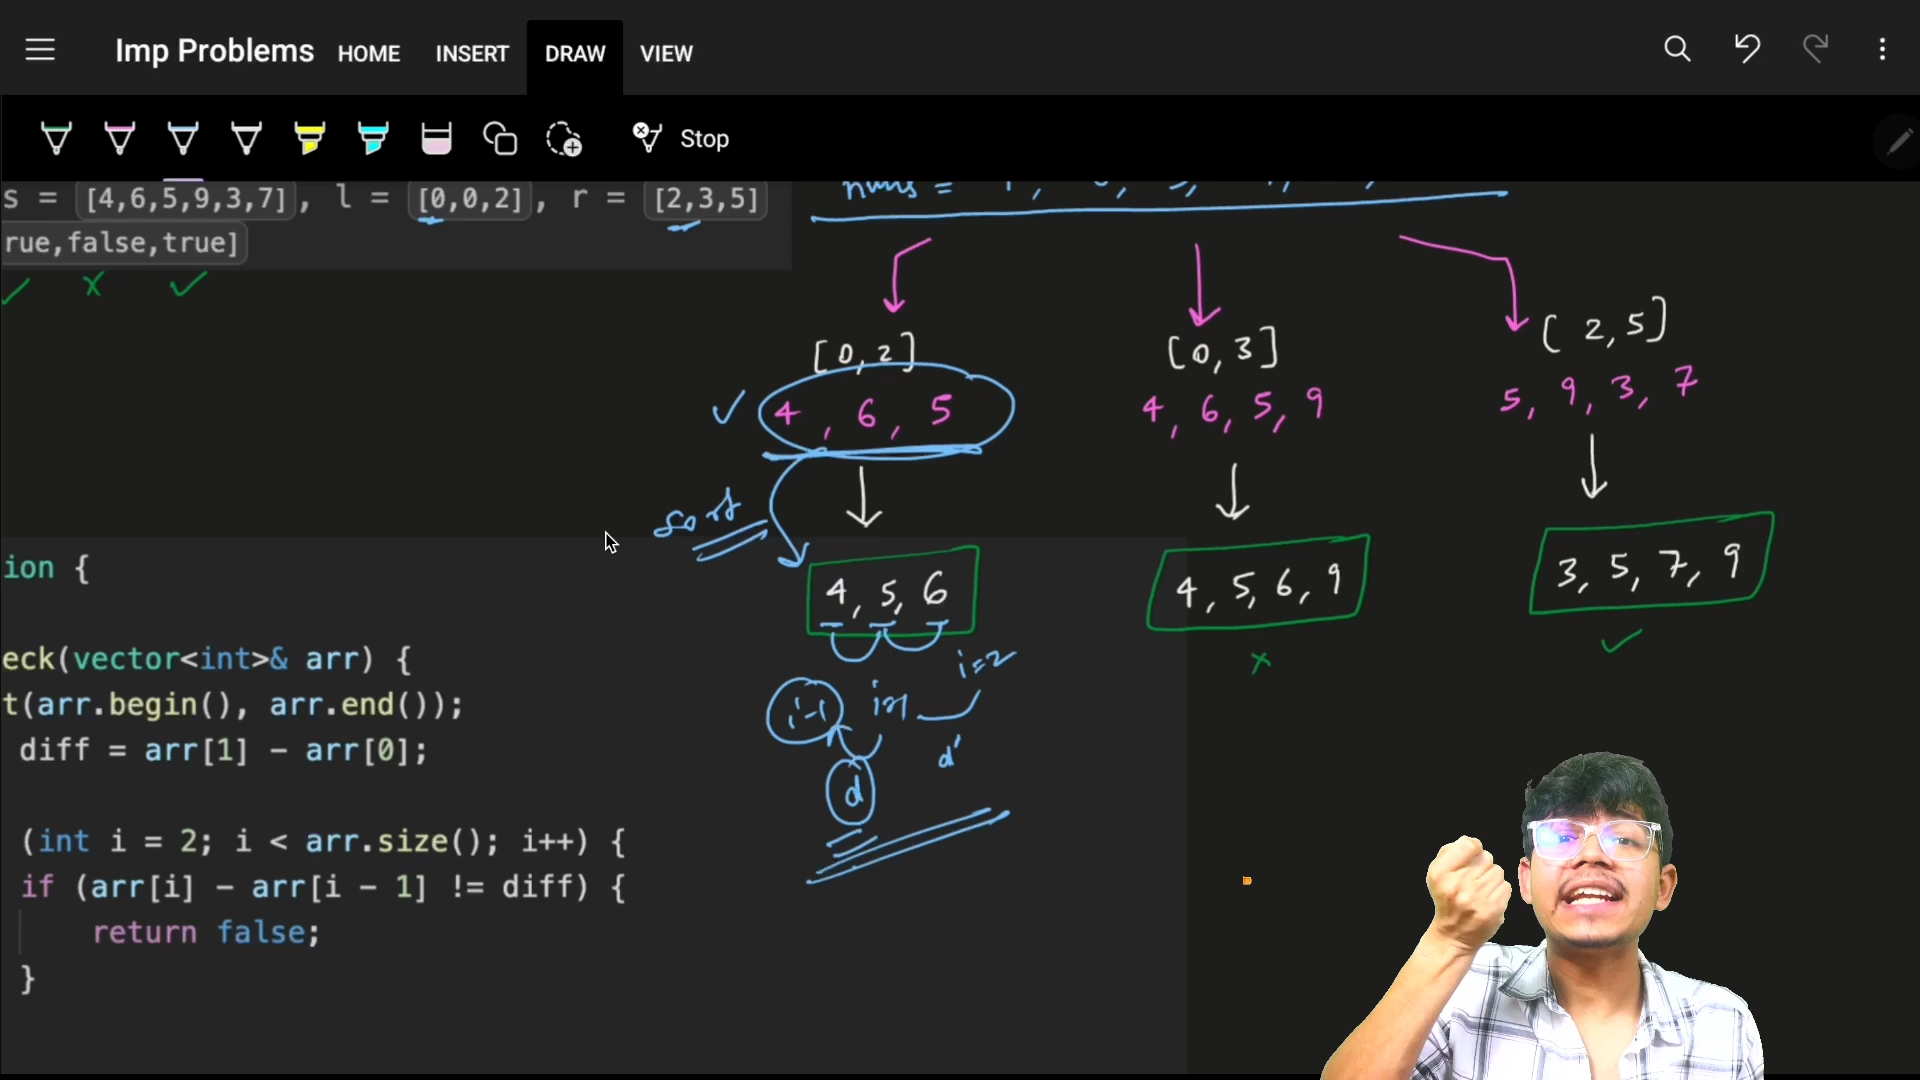 Imp Problems HOME INSERT DRAW VIEW
Stop
s = [4,6,5,9,3,7], l = [0,0,2], r = [2,3,5]
rue,false,true]
✓ x ✓
nums =
[0,2] [0,3] [2,5]
✓ 4, 6, 5 4, 6, 5, 9 5, 9, 3, 7
sort
4, 5, 6 4, 5, 6, 9 3, 5, 7, 9
x ✓
i=2
i-1 i=1
d'
d
ion {
eck(vector<int>& arr) {
t(arr.begin(), arr.end());
diff = arr[1] - arr[0];
(int i = 2; i < arr.size(); i++) {
if (arr[i] - arr[i - 1] != diff) {
return false;
}